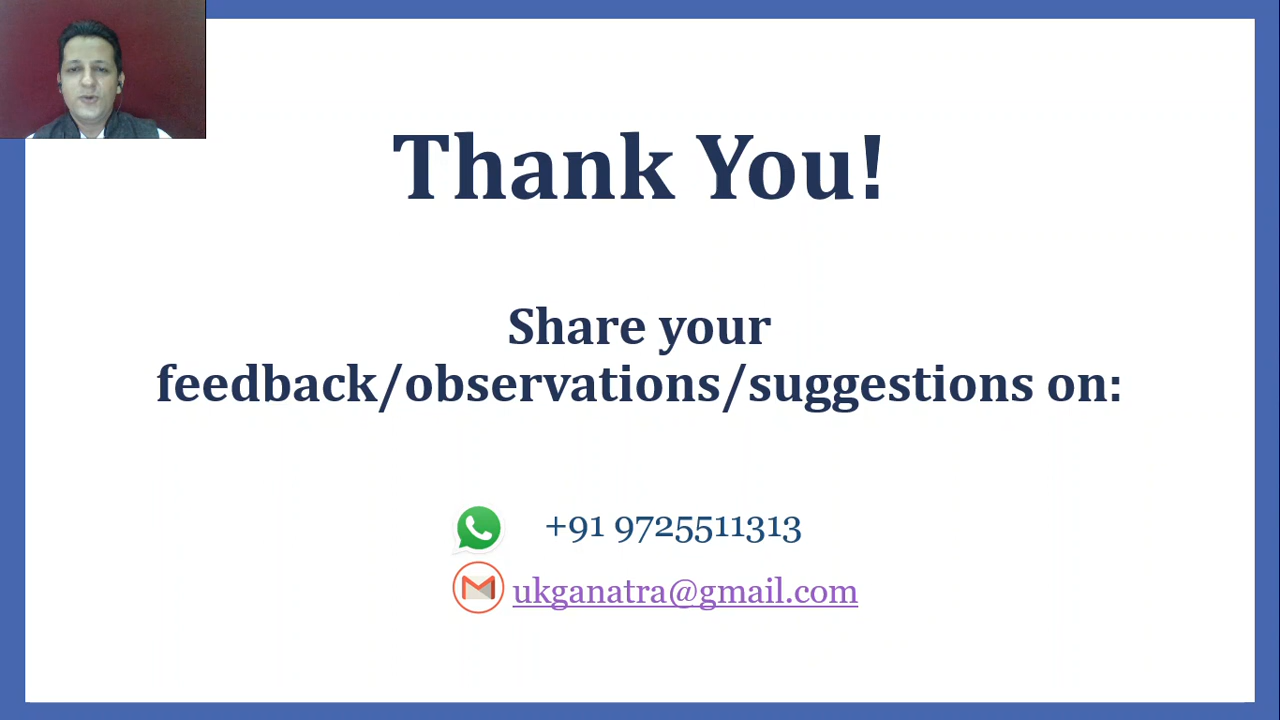 Thank You!
Share your
feedback/observations/suggestions on:
+91 9725511313
ukganatra@gmail.com